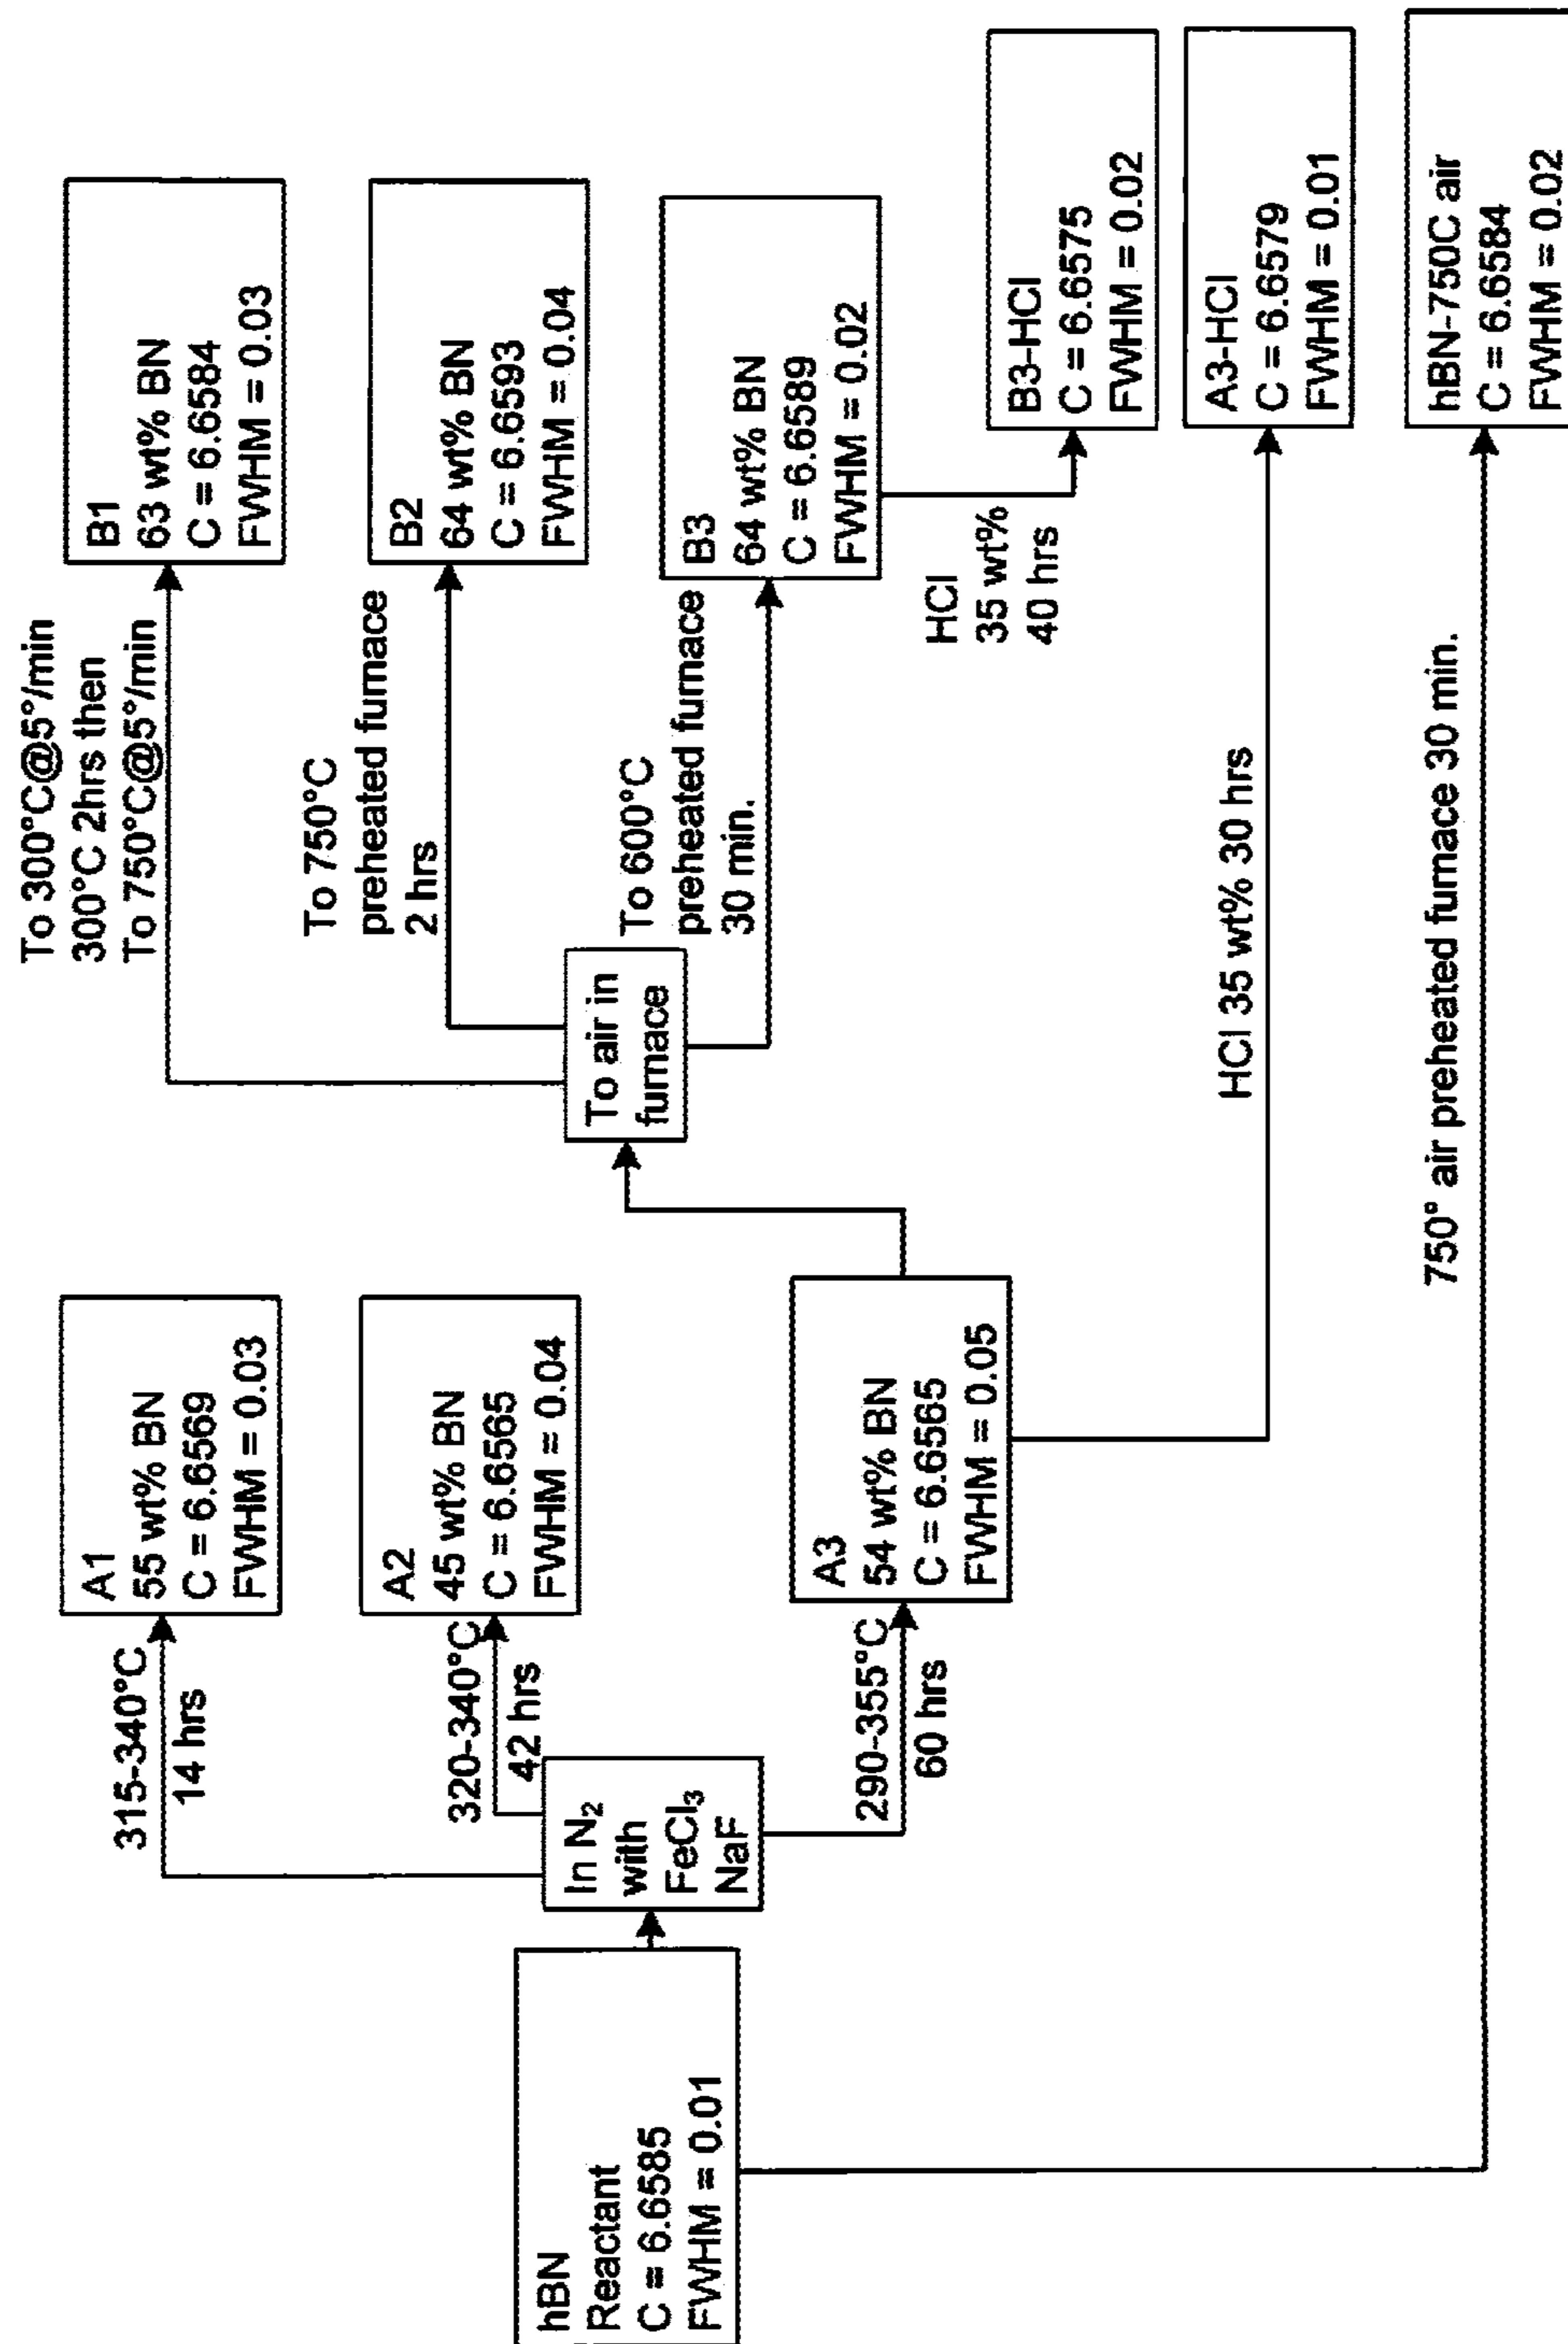 hBN
Reactant
C = 6.6585
FWHM = 0.01
In N₂
with
FeCl₃
NaF
315-340°C
14 hrs
A1
55 wt% BN
C = 6.6569
FWHM = 0.03
320-340°C
42 hrs
A2
45 wt% BN
C = 6.6565
FWHM = 0.04
290-355°C
60 hrs
A3
54 wt% BN
C = 6.6565
FWHM = 0.05
To air in
furnace
To 300°C@5°/min
300°C 2hrs then
To 750°C@5°/min
B1
63 wt% BN
C = 6.6584
FWHM = 0.03
To 750°C
preheated furnace
2 hrs
B2
64 wt% BN
C = 6.6593
FWHM = 0.04
To 600°C
preheated furnace
30 min.
B3
64 wt% BN
C = 6.6589
FWHM = 0.02
HCl
35 wt%
40 hrs
B3-HCl
C = 6.6575
FWHM = 0.02
HCl 35 wt% 30 hrs
A3-HCl
C = 6.6579
FWHM = 0.01
750° air preheated furnace 30 min.
hBN-750C air
C = 6.6584
FWHM = 0.02